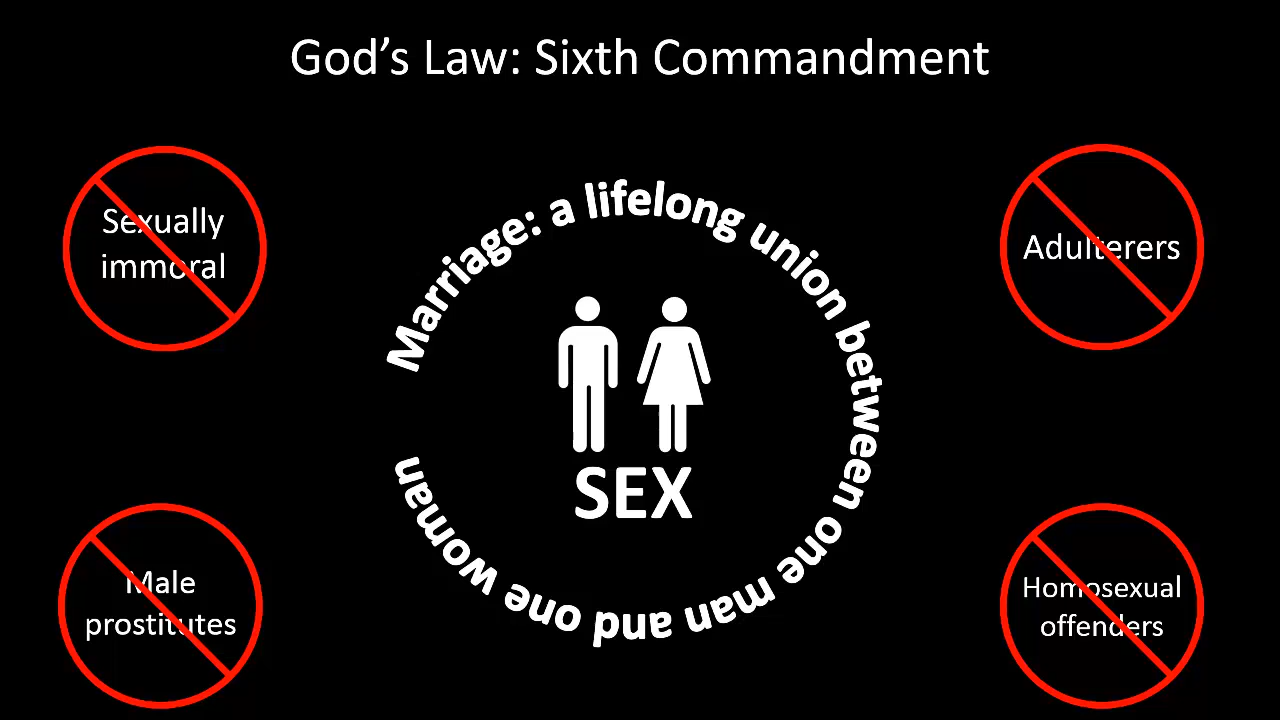 God’s Law: Sixth Commandment
Sexually
immoral
Adulterers
Marriage: a lifelong union between one man and one woman
SEX
Male
prostitutes
Homosexual
offenders